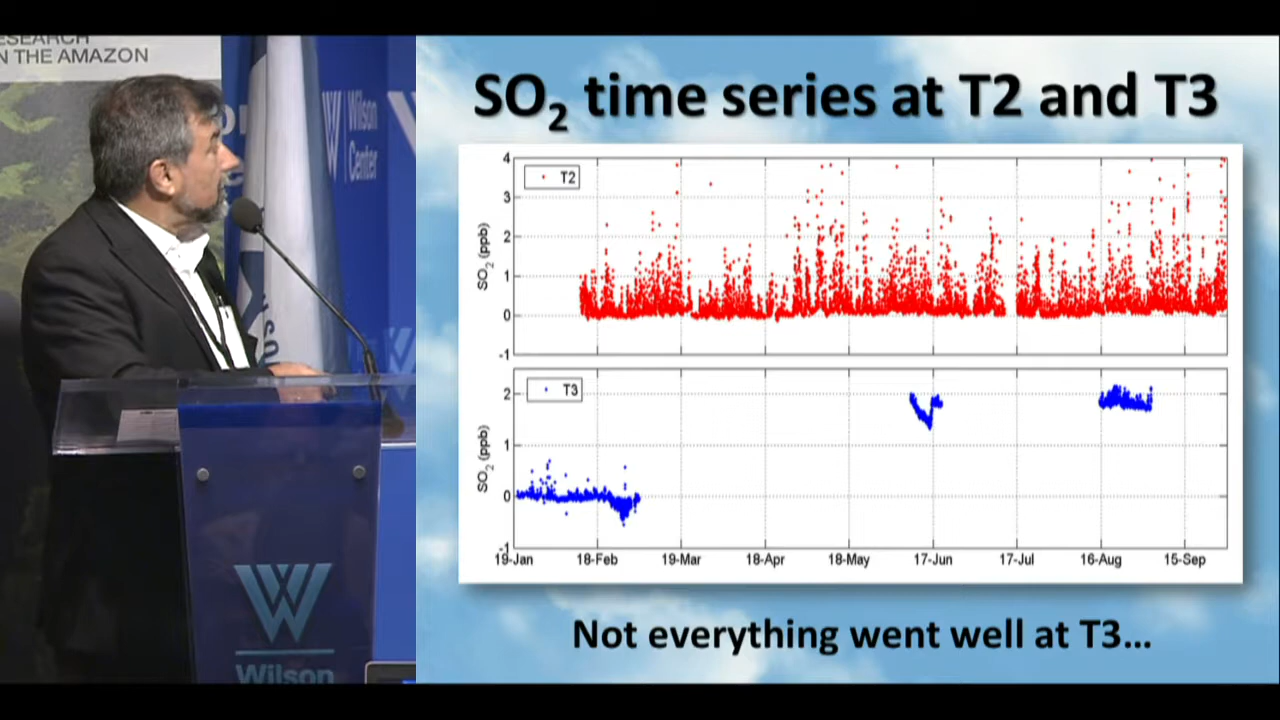 ESEARCH
N THE AMAZON
Wilson
Center
Wilson
SO₂ time series at T2 and T3
T2
SO₂ (ppb)
4
3
2
1
0
-1
T3
SO₂ (ppb)
2
1
0
-1
19-Jan 18-Feb 19-Mar 18-Apr 18-May 17-Jun 17-Jul 16-Aug 15-Sep
Not everything went well at T3...